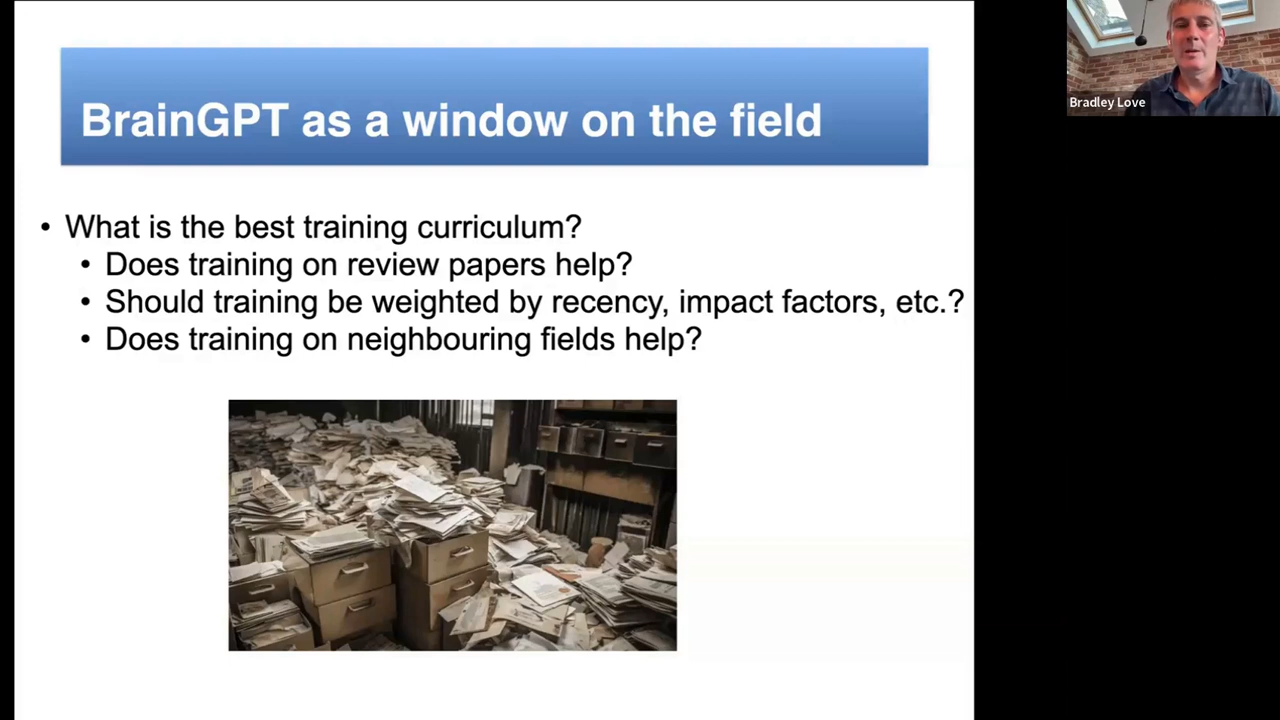 BrainGPT as a window on the field
• What is the best training curriculum?
• Does training on review papers help?
• Should training be weighted by recency, impact factors, etc.?
• Does training on neighbouring fields help?
Bradley Love